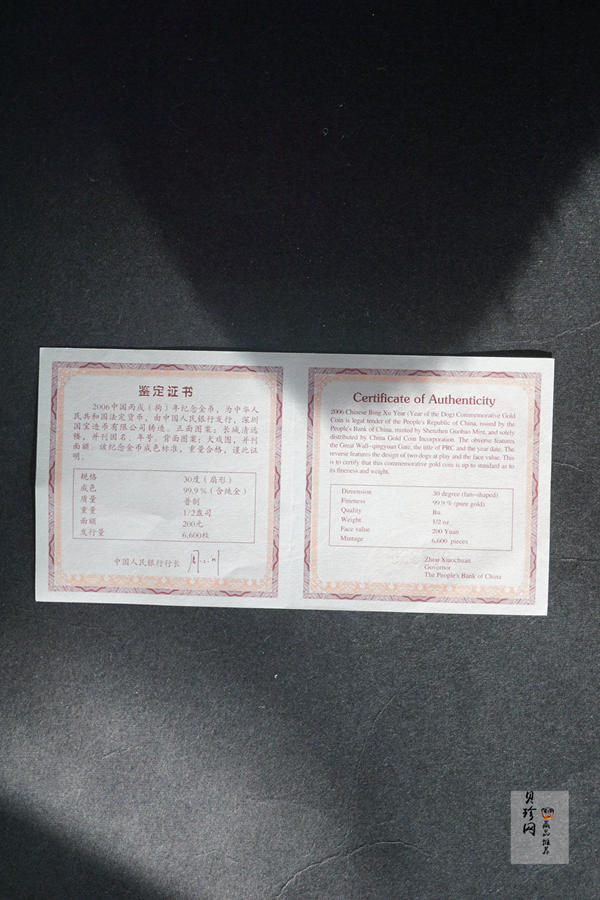 鉴定证书
2006中国丙戌（狗）年纪念金币，为中华人
民共和国法定货币，由中国人民银行发行，深圳
国宝造币有限公司铸造。正面图案：长城清远
楼，并刊国名、年号。背面图案：犬戏图，并刊
面额。该纪念金币成色标准，重量合格，谨此证
明。
规格 30度（扇形）
成色 99.9%（含纯金）
质量 普制
重量 1/2盎司
面额 200元
发行量 6,600枚
中国人民银行行长
Certificate of Authenticity
2006 Chinese Bing Xu Year (Year of the Dog) Commemorative Gold
Coin is legal tender of the People's Republic of China, issued by the
People's Bank of China, minted by Shenzhen Guobao Mint, and solely
distributed by China Gold Coin Incorporation. The obverse features
the Great Wall-qingyuan Gate, the title of PRC and the year date. The
reverse features the design of two dogs at play and the face value. This
is to certify that this commemorative gold coin is up to standard as to
its fineness and weight.
Dimension 30 degree (fan-shaped)
Fineness 99.9 % (pure gold)
Quality Bu.
Weight 1/2 oz
Face value 200 Yuan
Mintage 6,600 pieces
Zhou Xiaochuan
Governor
The People's Bank of China
贝珍网
藏品推荐